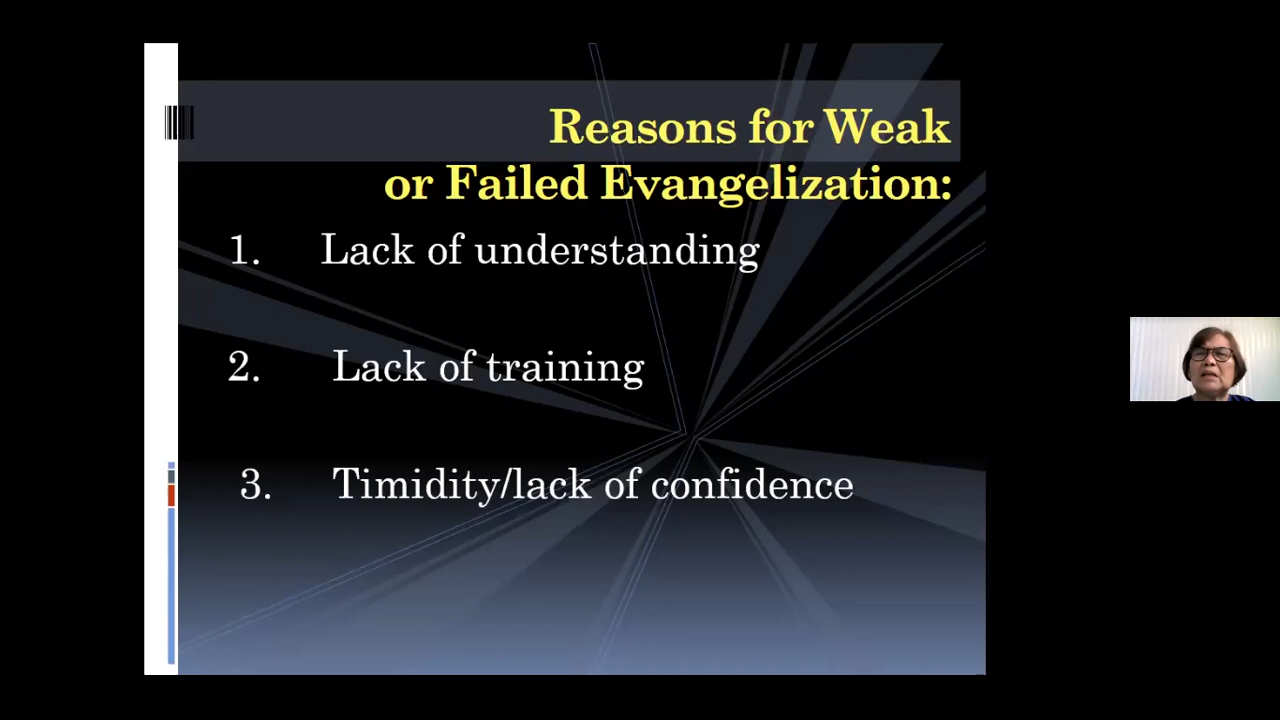 Reasons for Weak
or Failed Evangelization:
1. Lack of understanding
2. Lack of training
3. Timidity/lack of confidence